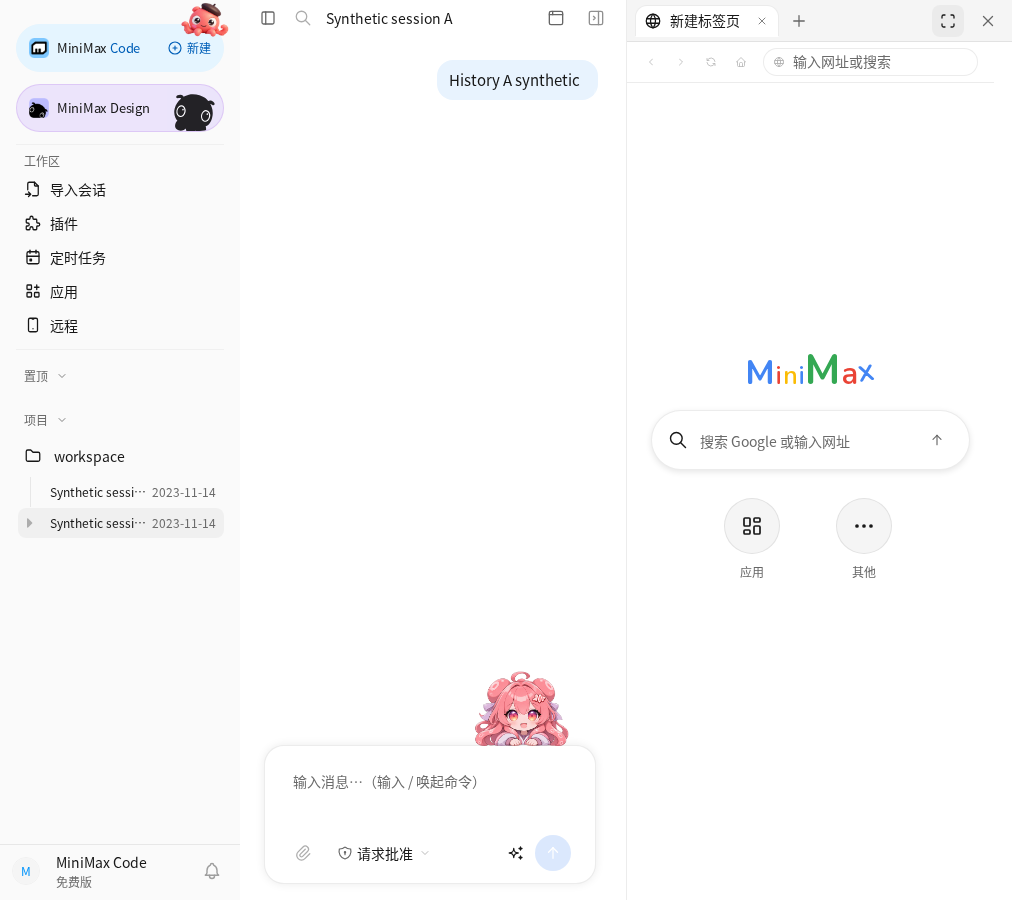 MiniMax Code
新建
MiniMax Design
工作区
导入会话
插件
定时任务
应用
远程
置顶
项目
workspace
Synthetic sessi··· 2023-11-14
Synthetic sessi··· 2023-11-14
M
MiniMax Code
免费版
Synthetic session A
History A synthetic
输入消息···（输入 / 唤起命令）
请求批准
新建标签页
输入网址或搜索
MiniMax
搜索 Google 或输入网址
应用
其他